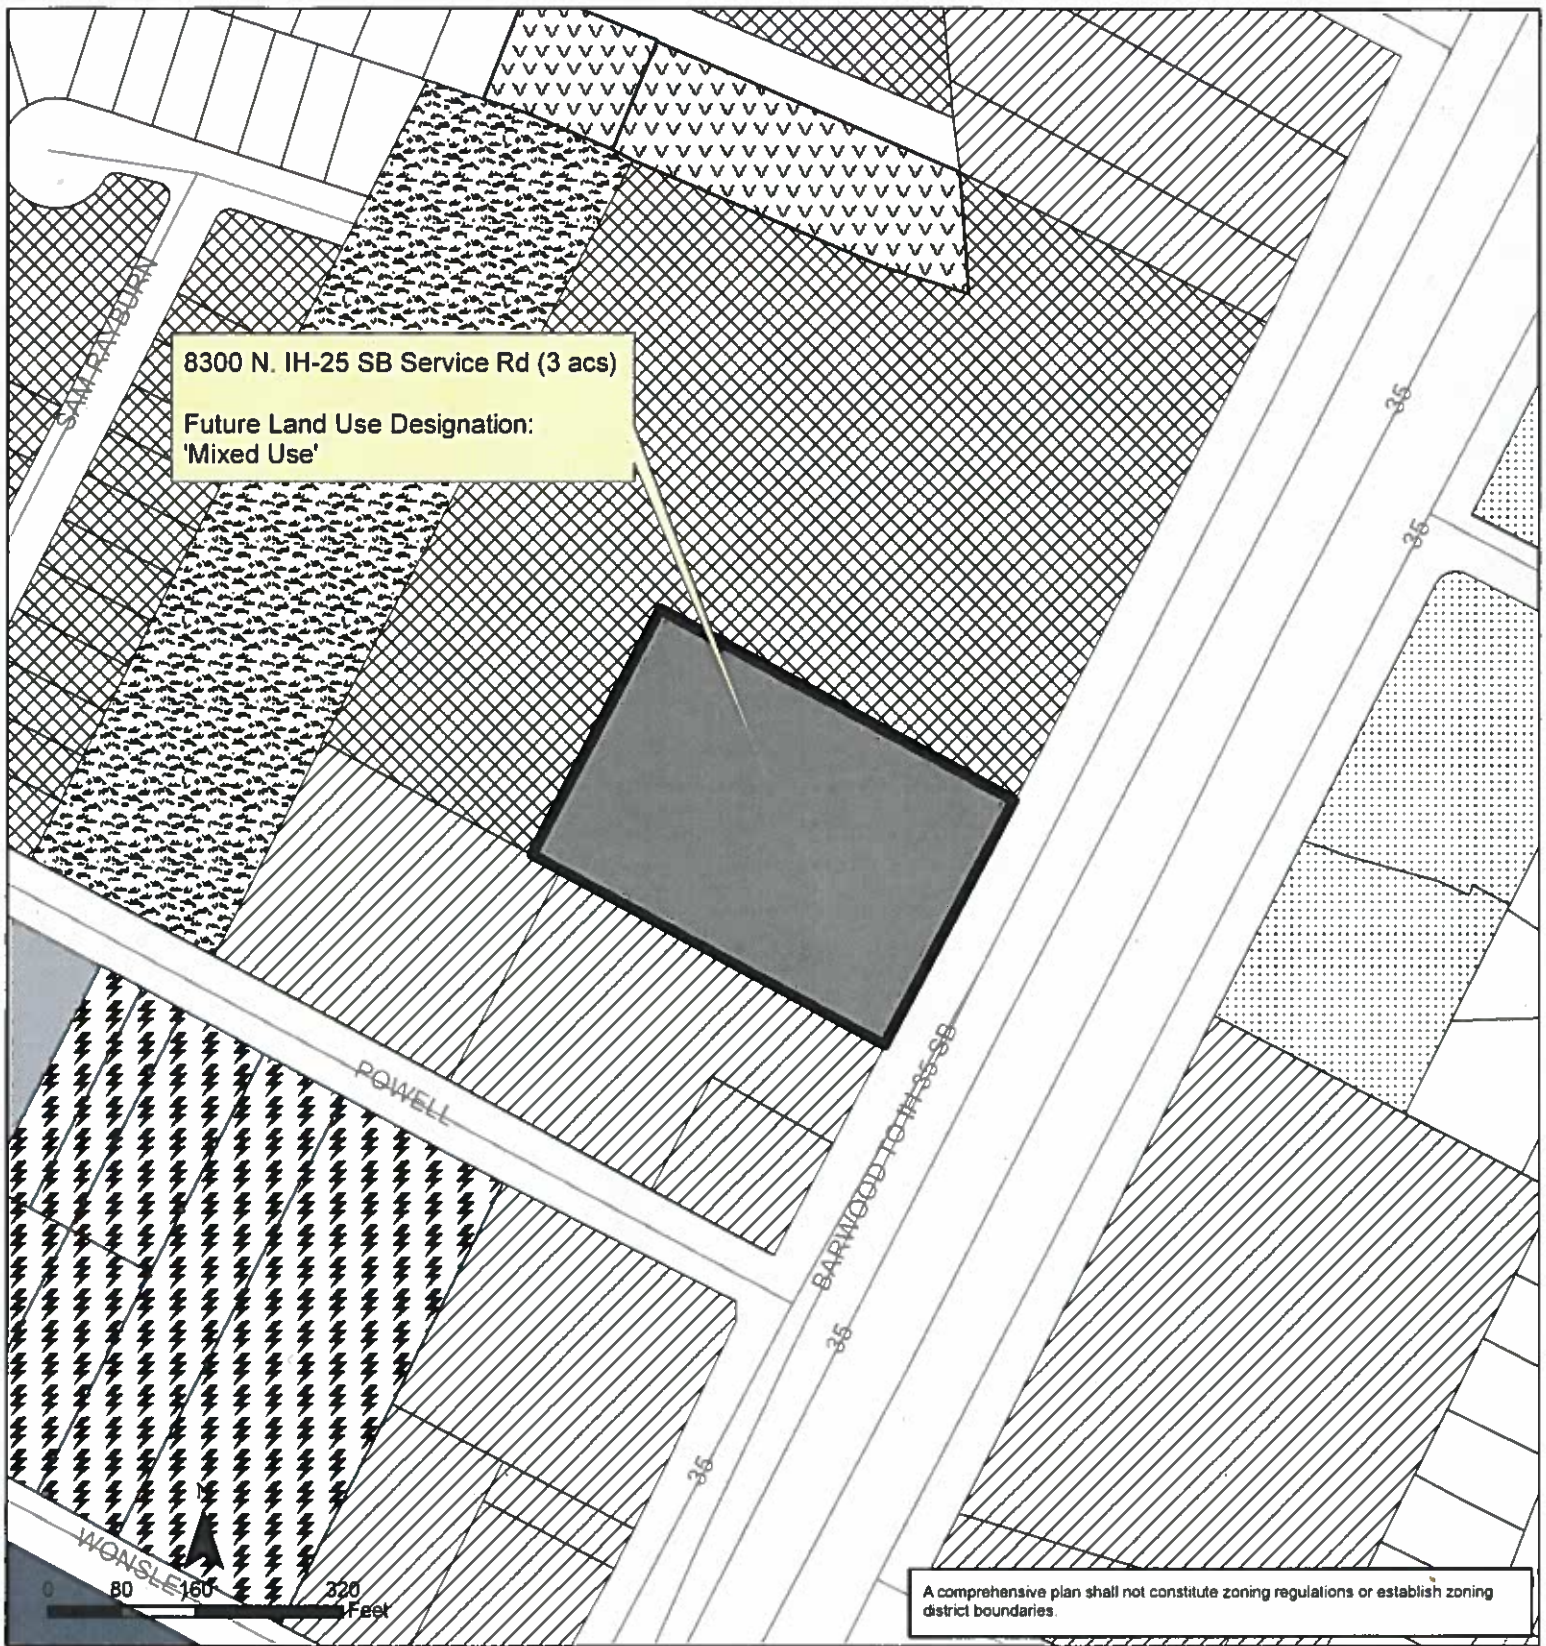 SAM RAYBURN
8300 N. IH-25 SB Service Rd (3 acs)
Future Land Use Designation:
'Mixed Use'
35
35
POWELL
BARWOOD TO IH-35 SB
35
35
WONSLEY
N
0 80 160 320
Feet
A comprehensive plan shall not constitute zoning regulations or establish zoning
district boundaries.